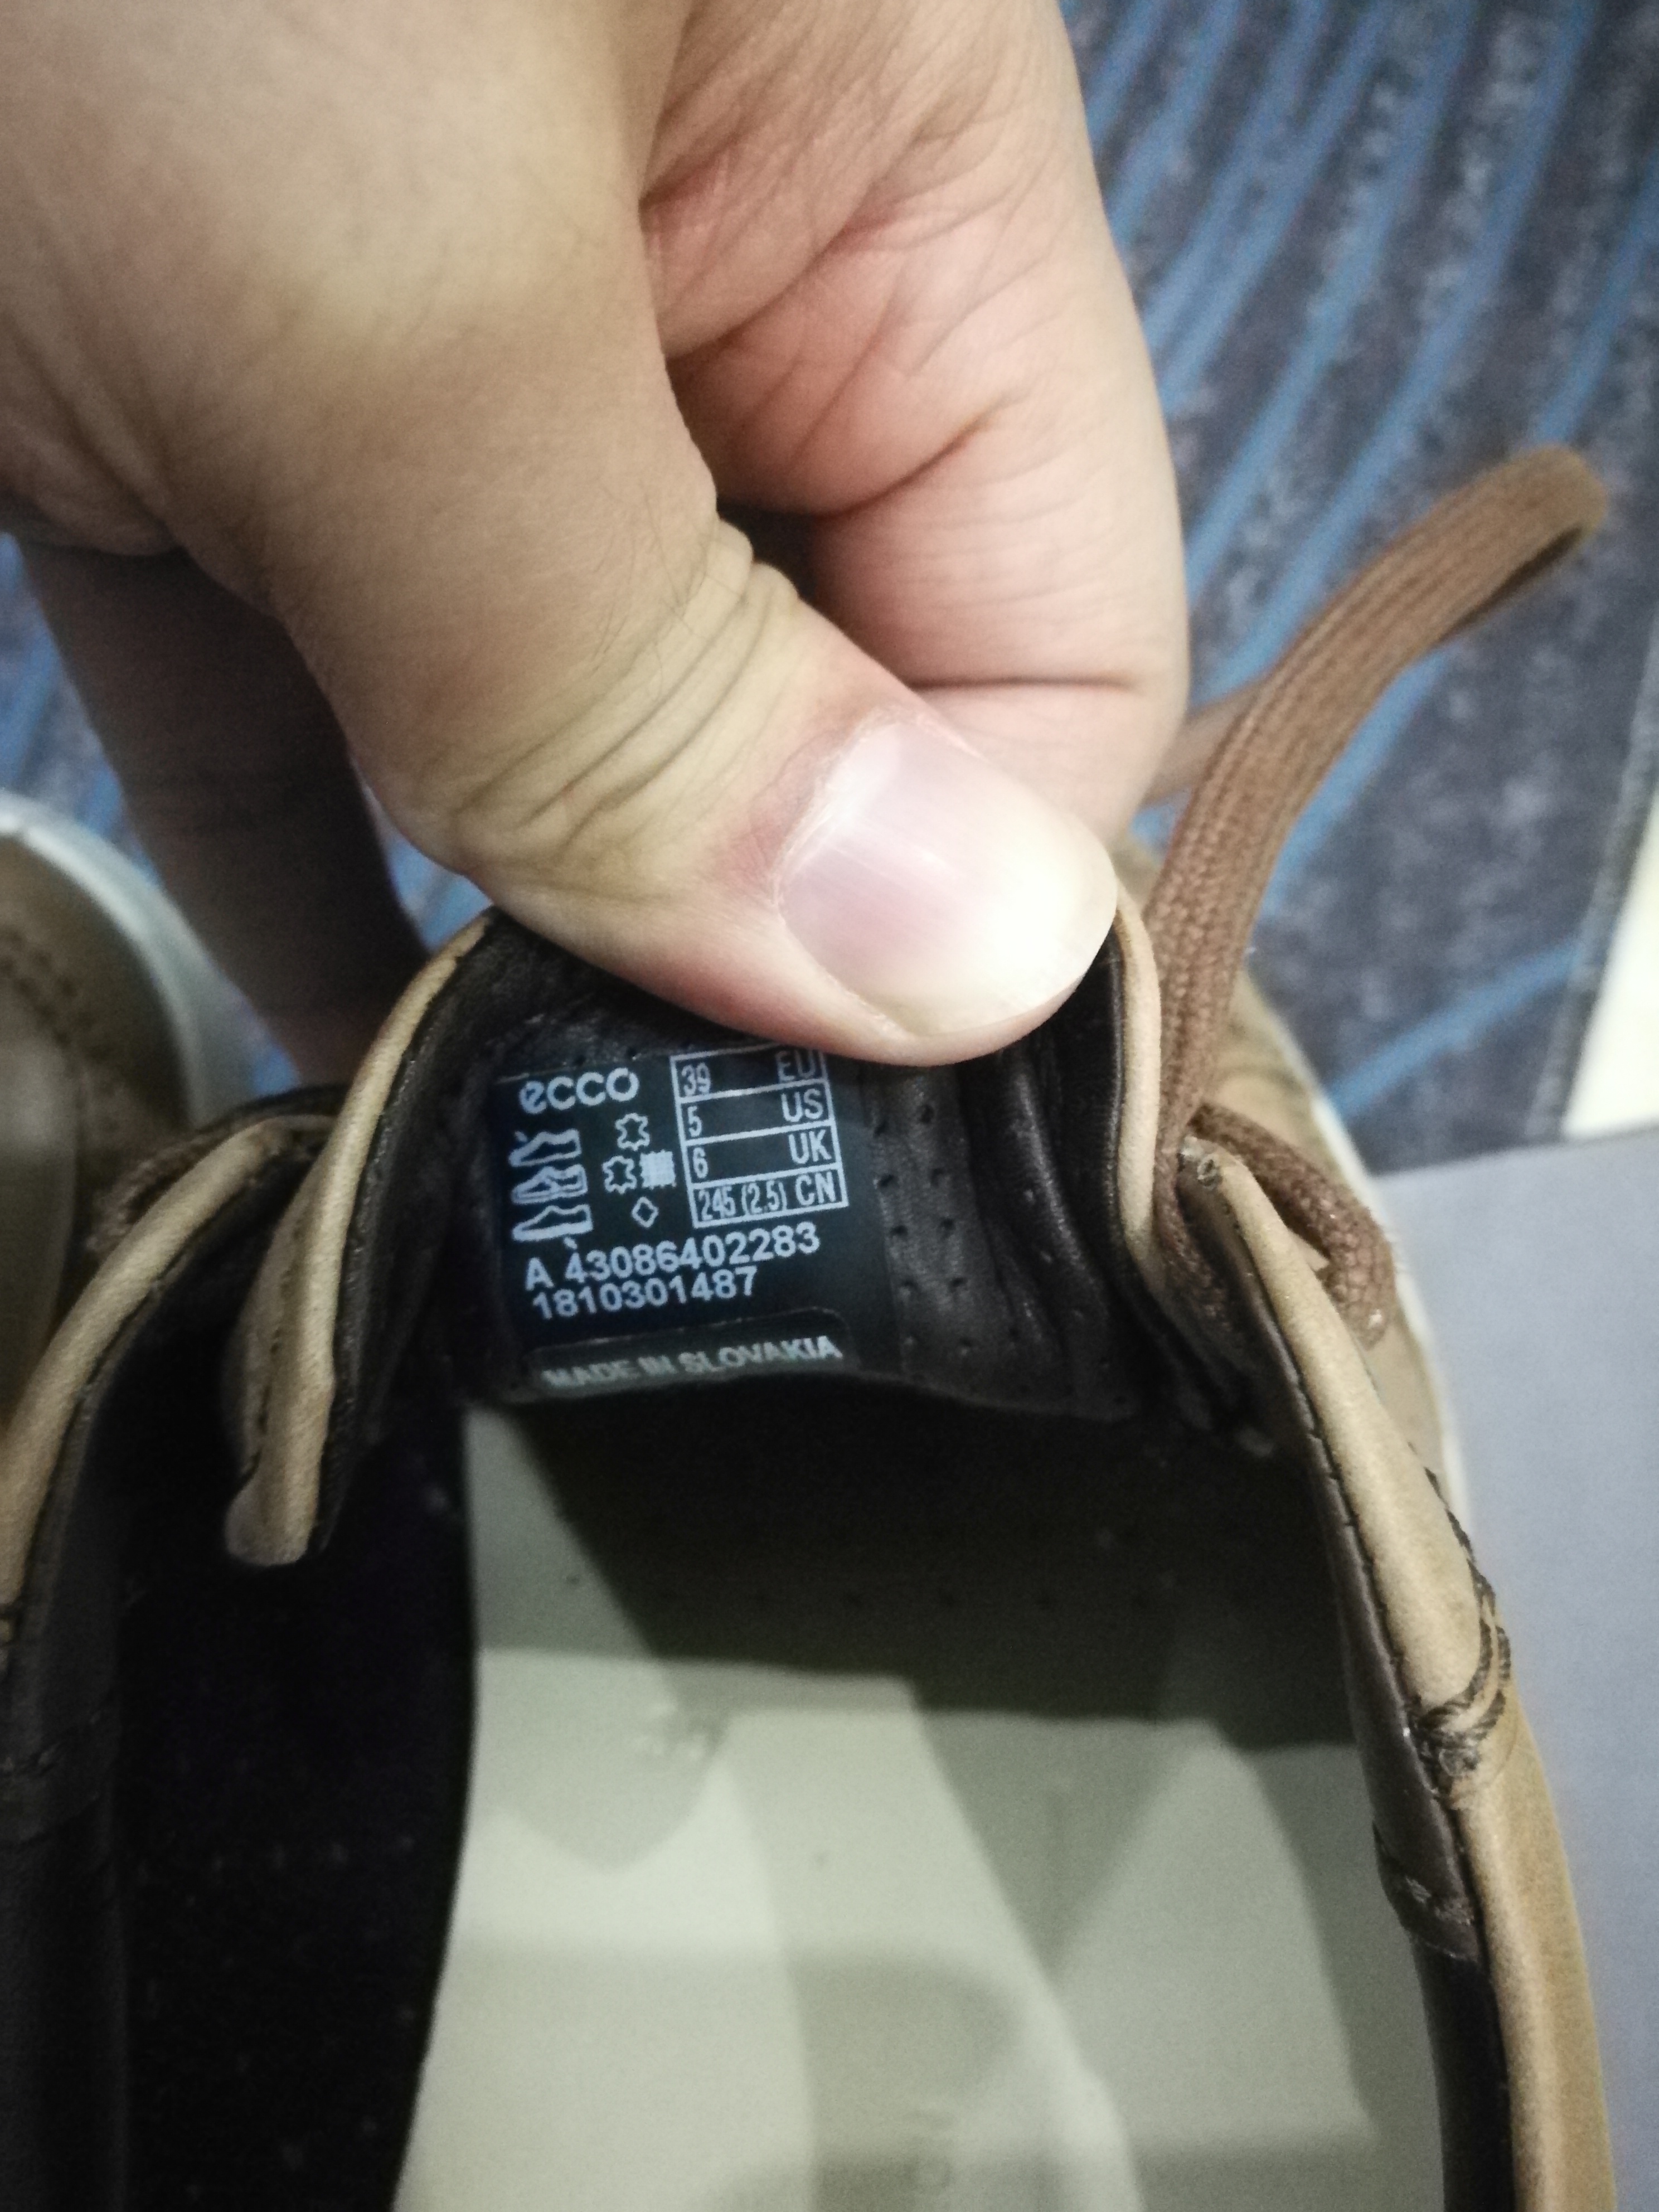 ecco
39 EU
5 US
6 UK
245 (2.5) CN
A 43086402283
1810301487
MADE IN SLOVAKIA